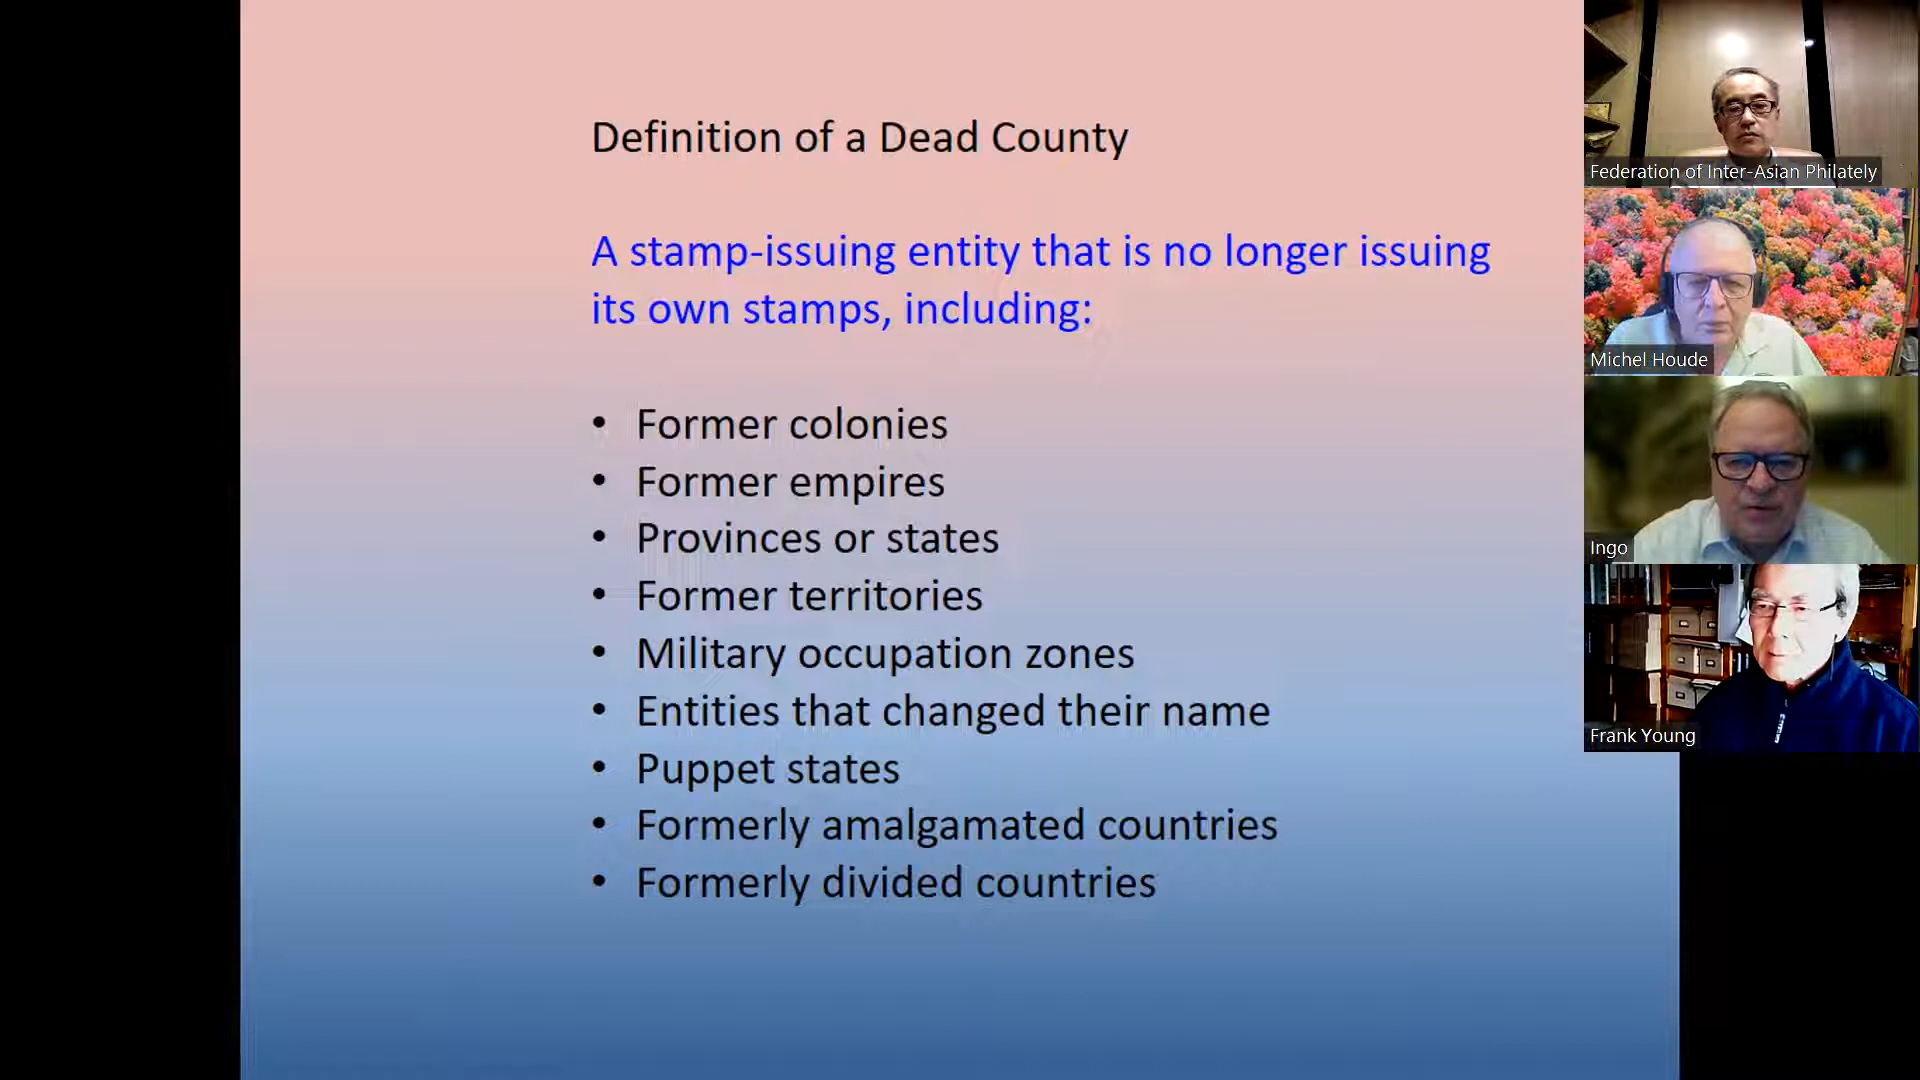 Definition of a Dead County
A stamp-issuing entity that is no longer issuing
its own stamps, including:
• Former colonies
• Former empires
• Provinces or states
• Former territories
• Military occupation zones
• Entities that changed their name
• Puppet states
• Formerly amalgamated countries
• Formerly divided countries
Federation of Inter-Asian Philately
Michel Houde
Ingo
Frank Young